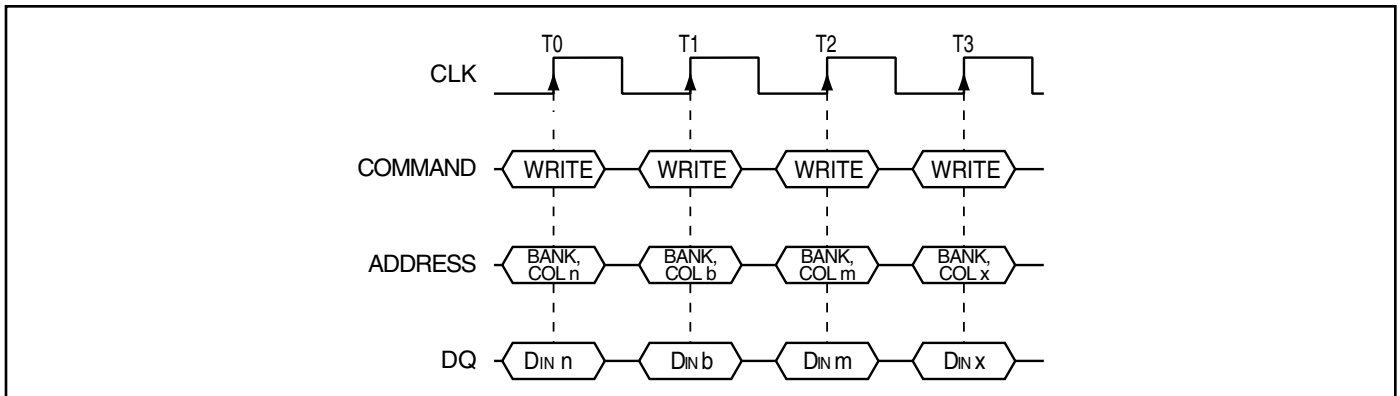 T0 T1 T2 T3
CLK
COMMAND WRITE WRITE WRITE WRITE
ADDRESS BANK, BANK, BANK, BANK,
COL n COL b COL m COL x
DQ DIN n DIN b DIN m DIN x